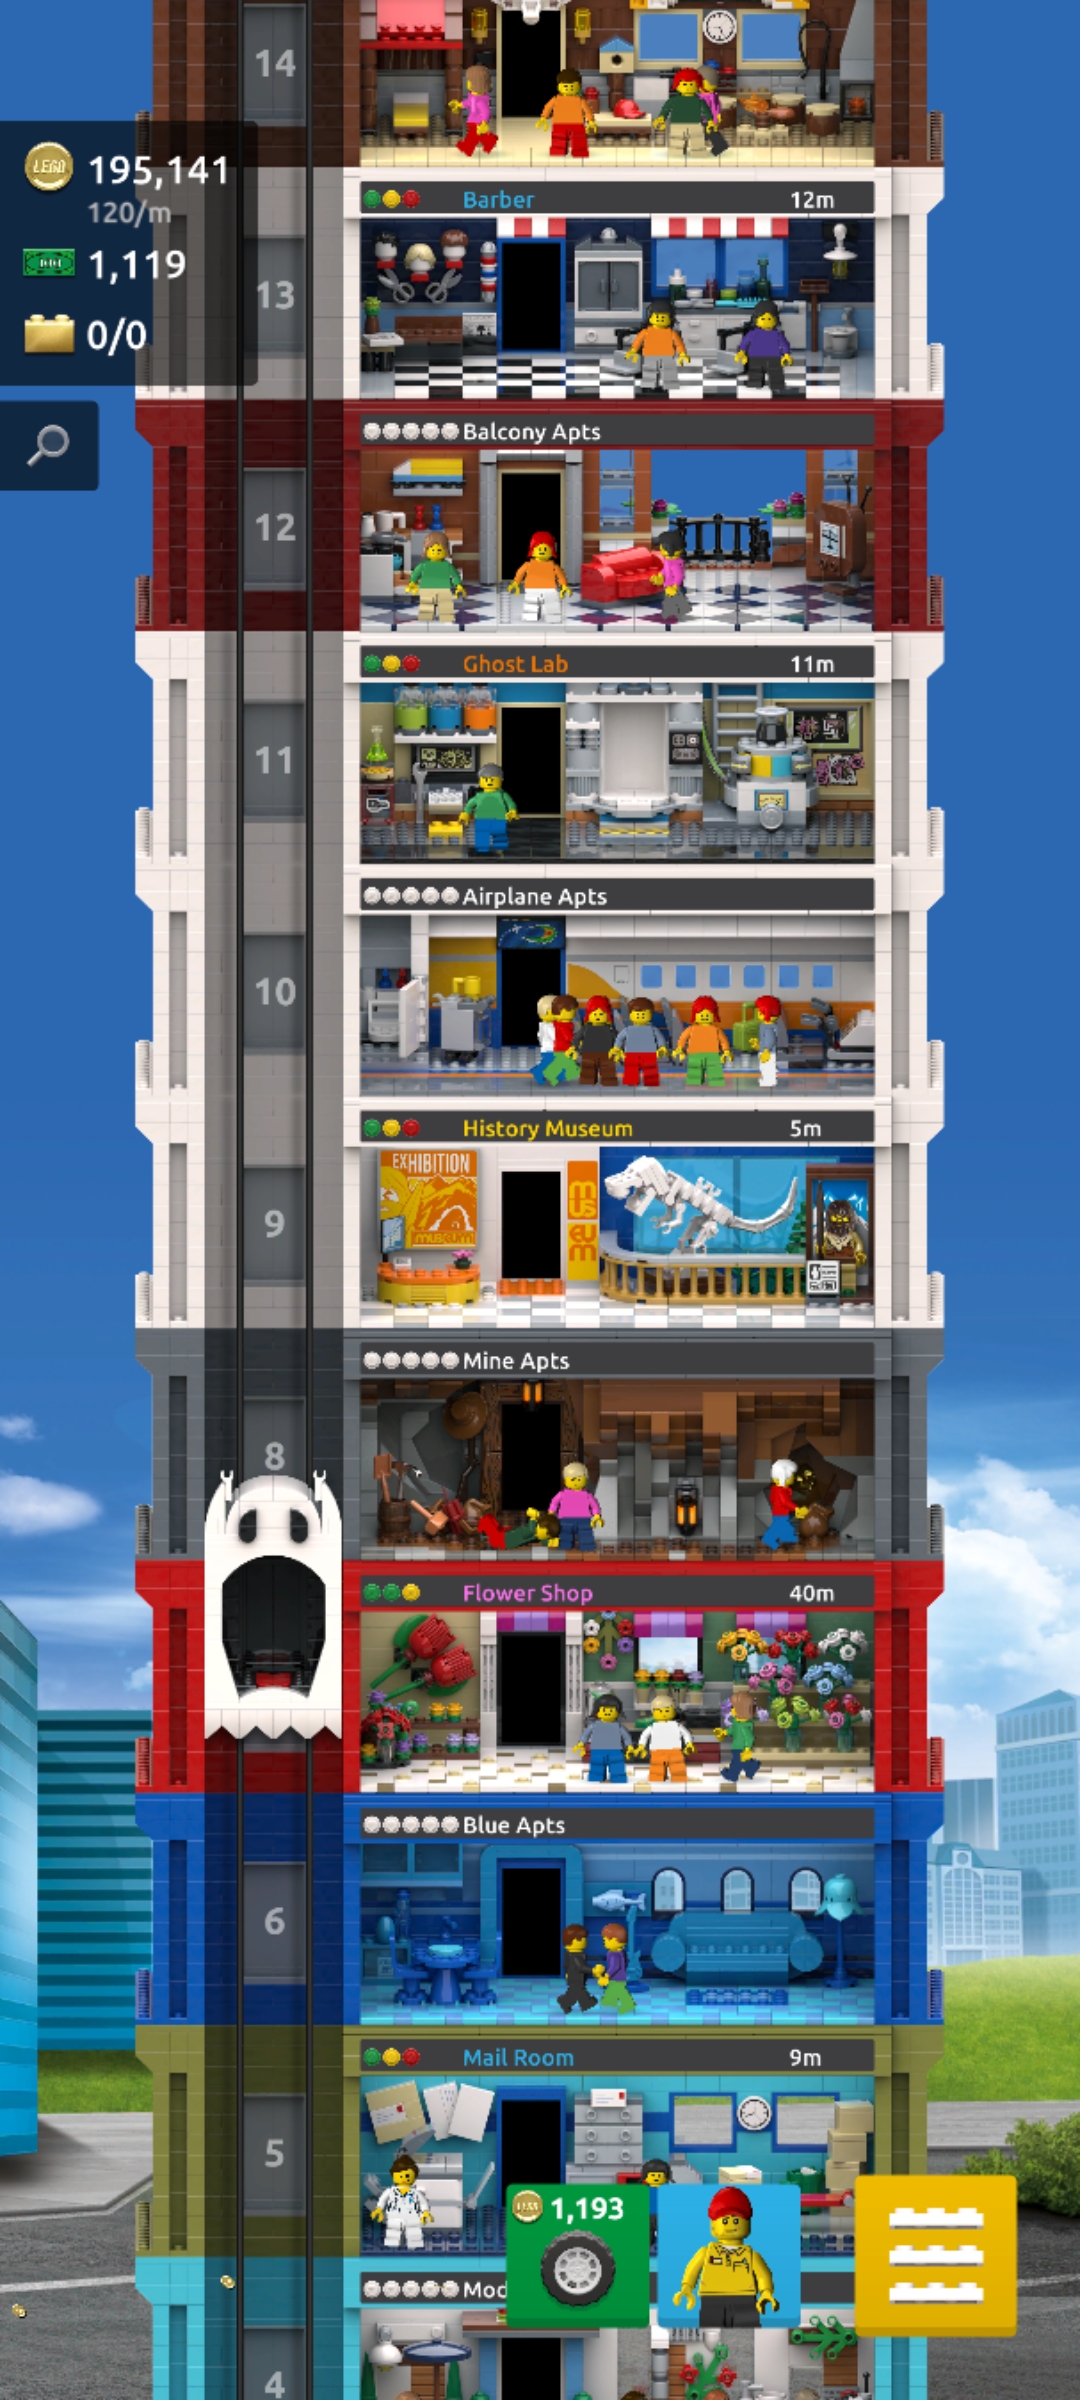 14
LEGO 195,141
120/m
1,119
0/0
Barber 12m
13
Balcony Apts
12
Ghost Lab 11m
11
Airplane Apts
10
History Museum 5m
EXHIBITION
museum
mus
eum
9
Mine Apts
8
Flower Shop 40m
Blue Apts
6
Mail Room 9m
5
1,193
Mod
4